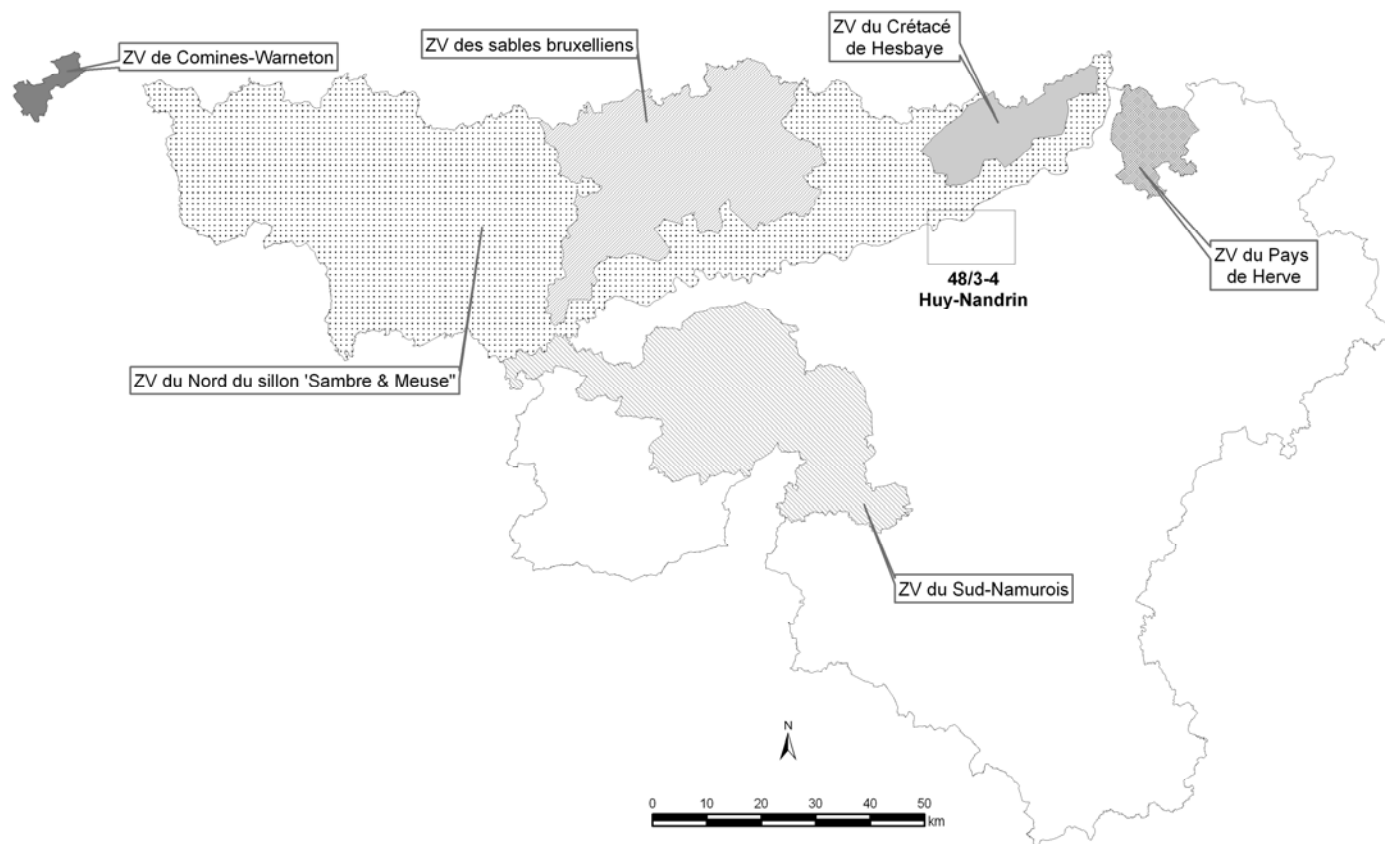 ZV du Crétacé
de Hesbaye
ZV des sables bruxelliens
ZV de Comines-Warneton
ZV du Pays
de Herve
48/3-4
Huy-Nandrin
ZV du Nord du sillon 'Sambre & Meuse"
ZV du Sud-Namurois
N
0 10 20 30 40 50
km